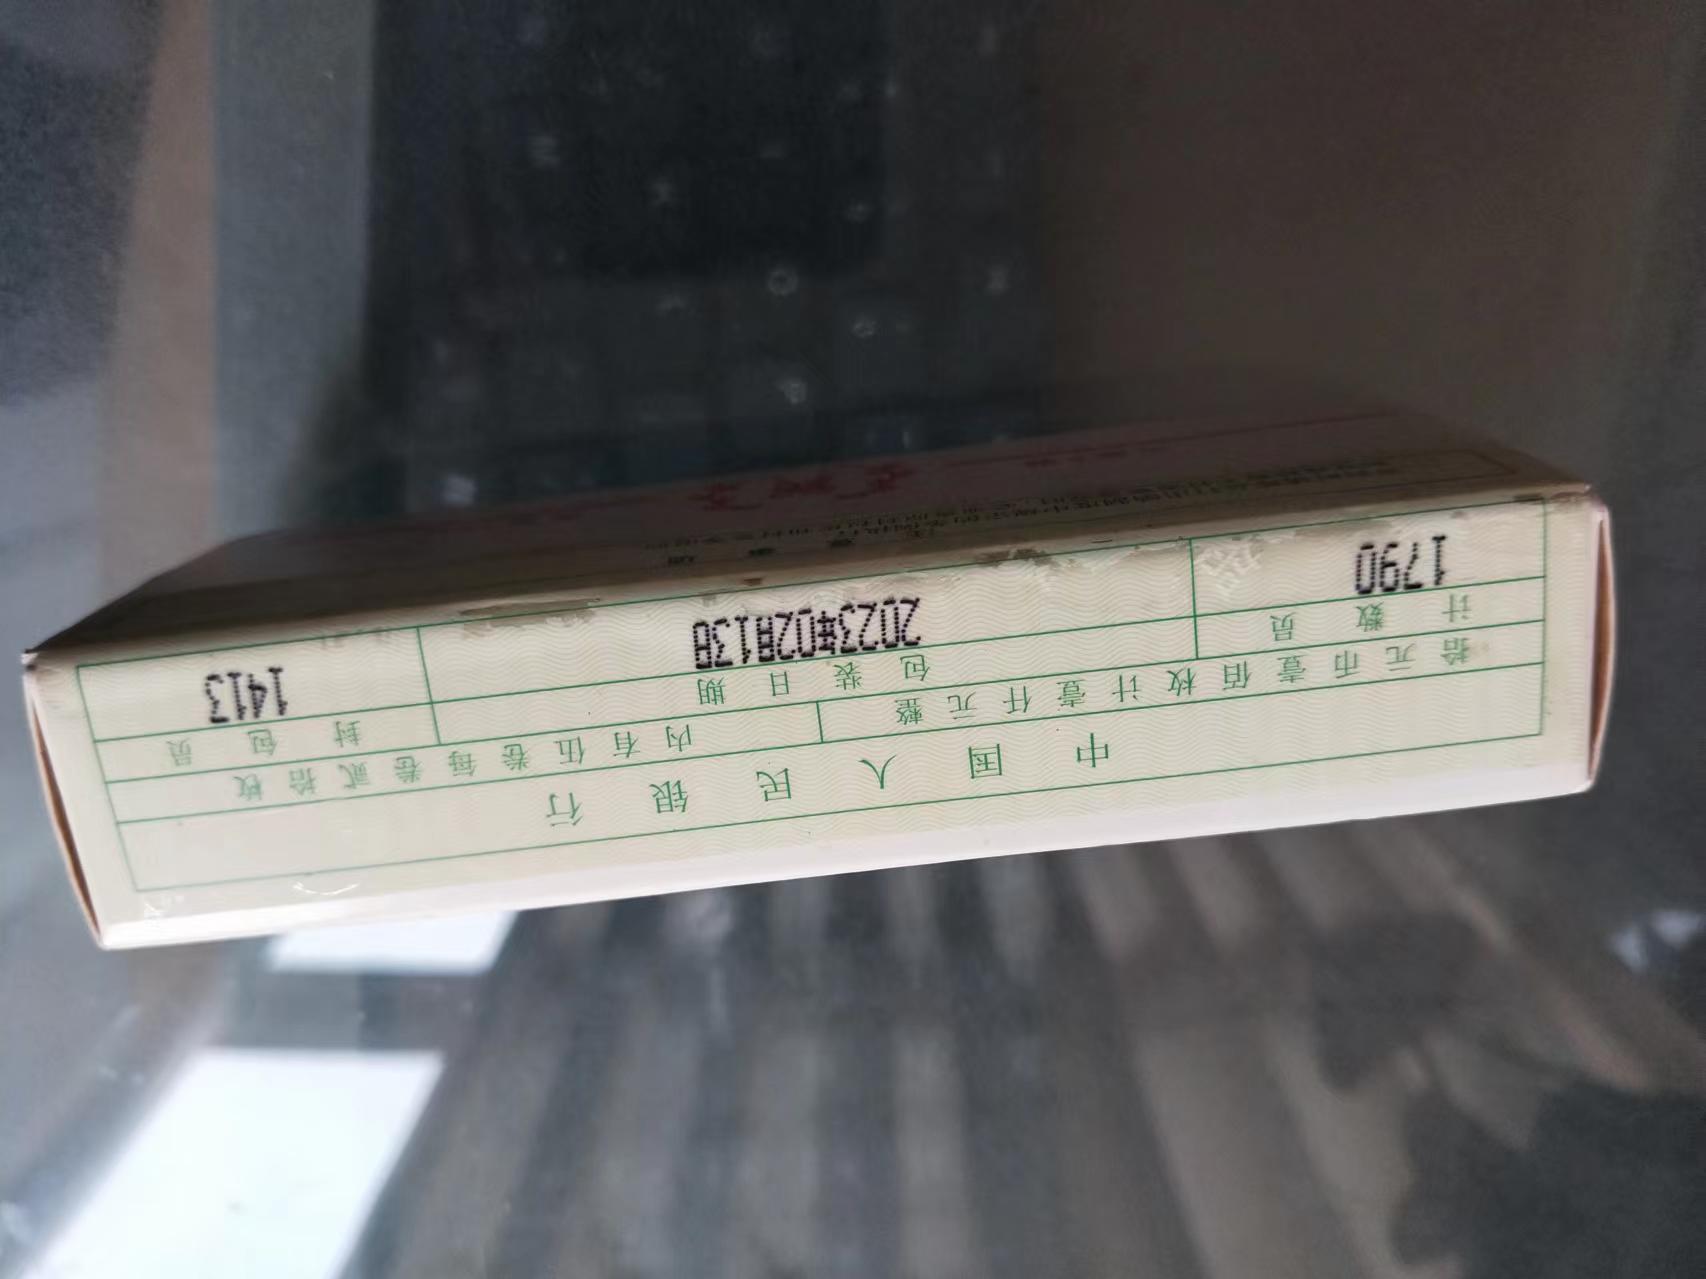 中国人民银行
拾元币壹佰枚计壹仟元整 内有伍卷每卷贰拾枚
计数员 包装日期 封包员
1790 2023年02月13日 1413